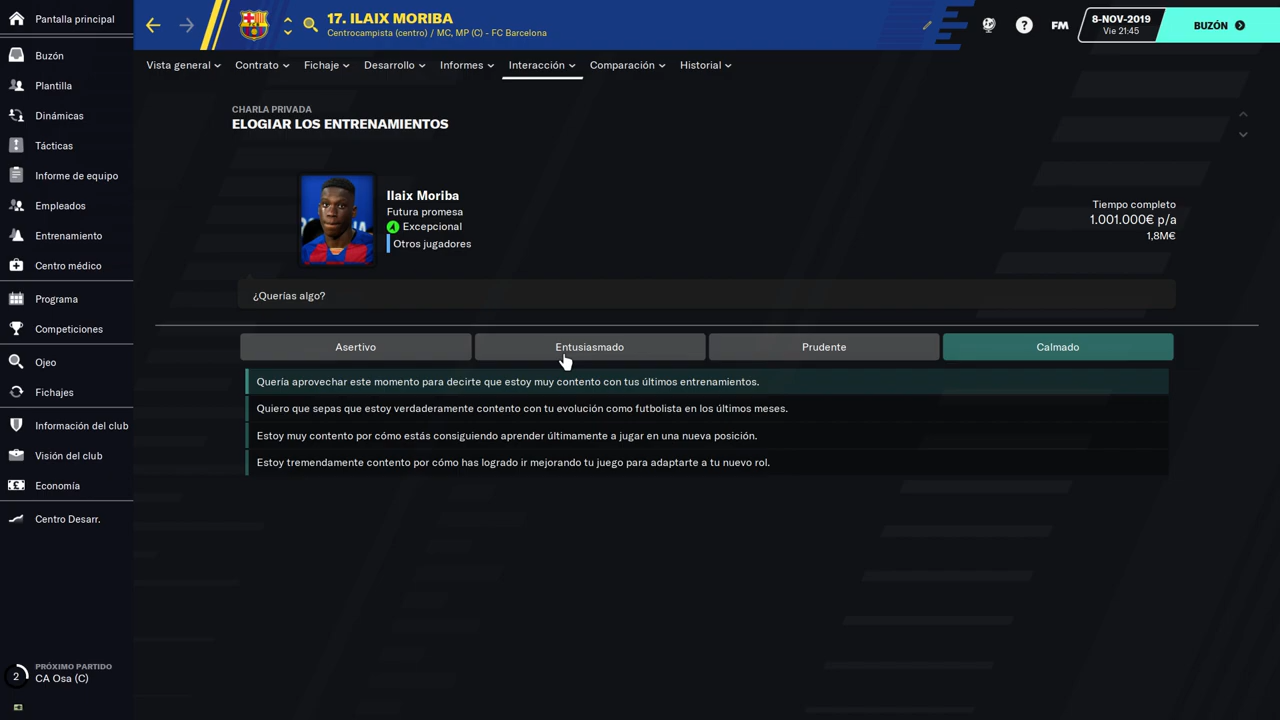 Pantalla principal
17. ILAIX MORIBA
Centrocampista (centro) / MC, MP (C) - FC Barcelona
?
FM
8-NOV-2019
Vie 21:45
BUZÓN
Vista general
Contrato
Fichaje
Desarrollo
Informes
Interacción
Comparación
Historial
Buzón
Plantilla
Dinámicas
Tácticas
Informe de equipo
Empleados
Entrenamiento
Centro médico
Programa
Competiciones
Ojeo
Fichajes
Información del club
Visión del club
Economía
Centro Desarr.
2
PRÓXIMO PARTIDO
CA Osa (C)
CHARLA PRIVADA
ELOGIAR LOS ENTRENAMIENTOS
Ilaix Moriba
Futura promesa
Excepcional
Otros jugadores
Tiempo completo
1.001.000€ p/a
1,8M€
¿Querías algo?
Asertivo
Entusiasmado
Prudente
Calmado
Quería aprovechar este momento para decirte que estoy muy contento con tus últimos entrenamientos.
Quiero que sepas que estoy verdaderamente contento con tu evolución como futbolista en los últimos meses.
Estoy muy contento por cómo estás consiguiendo aprender últimamente a jugar en una nueva posición.
Estoy tremendamente contento por cómo has logrado ir mejorando tu juego para adaptarte a tu nuevo rol.